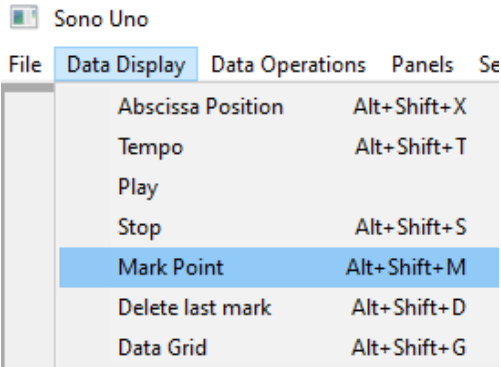 Sono Uno
File Data Display Data Operations Panels Se
Abscissa Position Alt+Shift+X
Tempo Alt+Shift+T
Play
Stop Alt+Shift+S
Mark Point Alt+Shift+M
Delete last mark Alt+Shift+D
Data Grid Alt+Shift+G